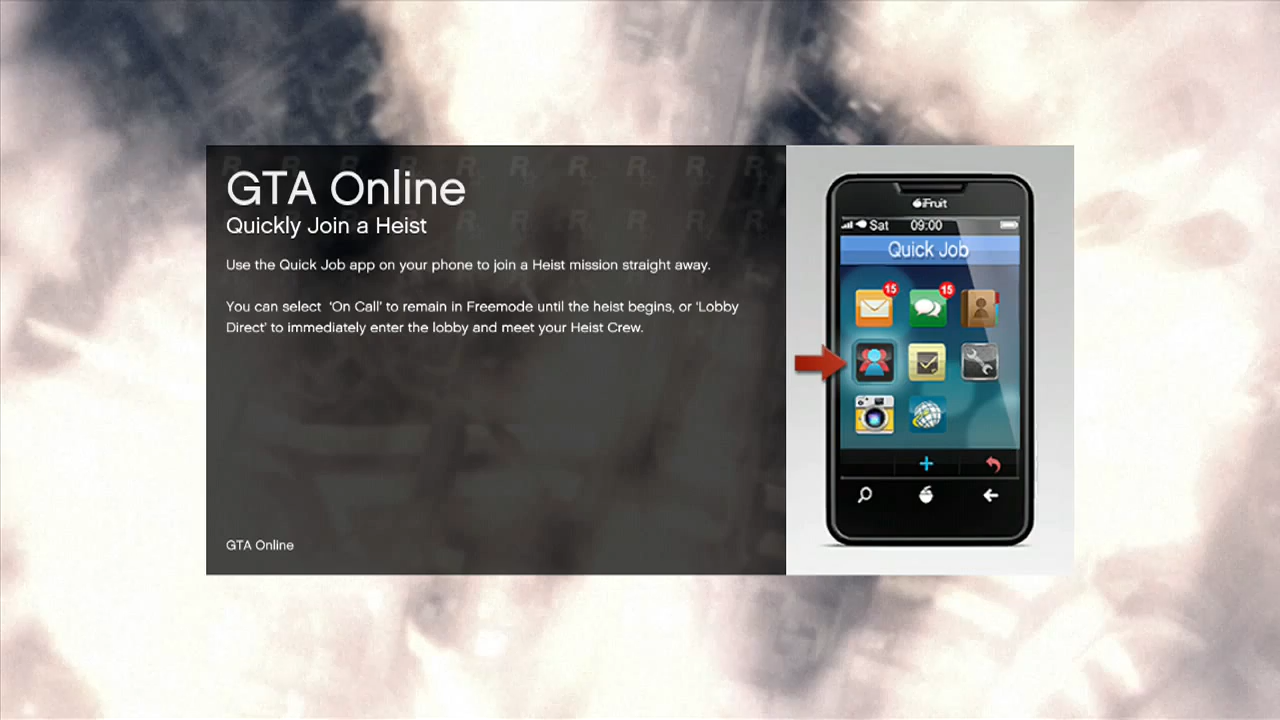 GTA Online
Quickly Join a Heist
Use the Quick Job app on your phone to join a Heist mission straight away.
You can select ‘On Call’ to remain in Freemode until the heist begins, or ‘Lobby
Direct’ to immediately enter the lobby and meet your Heist Crew.
GTA Online
iFruit
Sat 09:00
Quick Job
15 15